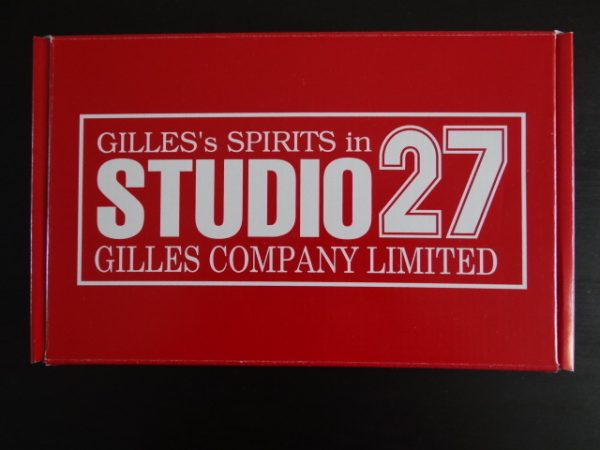 GILLES's SPIRITS in
STUDIO27
GILLES COMPANY LIMITED